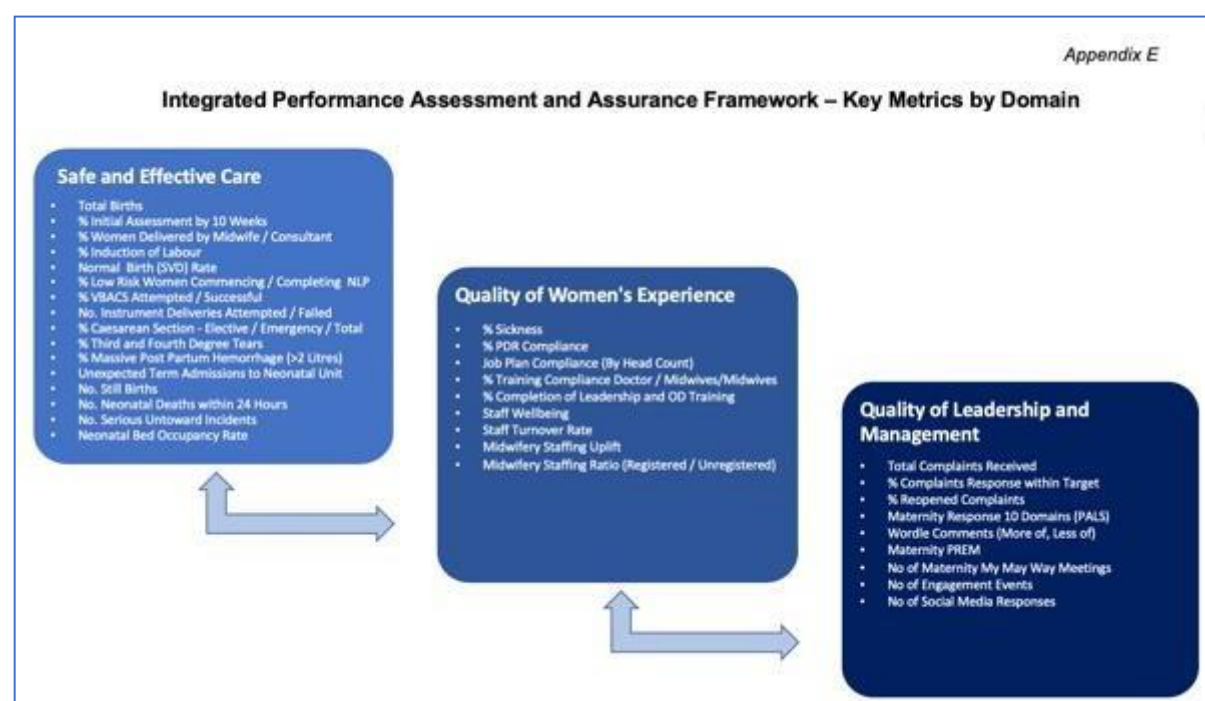 Appendix E
Integrated Performance Assessment and Assurance Framework – Key Metrics by Domain
Safe and Effective Care
• Total Births
• % Initial Assessment by 10 Weeks
• % Women Delivered by Midwife / Consultant
• % Induction of Labour
• Normal Birth (SVD) Rate
• % Low Risk Women Commencing / Completing NLP
• % VBACS Attempted / Successful
• No. Instrument Deliveries Attempted / Failed
• % Caesarean Section - Elective / Emergency / Total
• % Third and Fourth Degree Tears
• % Massive Post Partum Hemorrhage (>2 Litres)
• Unexpected Term Admissions to Neonatal Unit
• No. Still Births
• No. Neonatal Deaths within 24 Hours
• No. Serious Untoward Incidents
• Neonatal Bed Occupancy Rate
Quality of Women's Experience
• % Sickness
• % PDR Compliance
• Job Plan Compliance (By Head Count)
• % Training Compliance Doctor / Midwives/Midwives
• % Completion of Leadership and OD Training
• Staff Wellbeing
• Staff Turnover Rate
• Midwifery Staffing Uplift
• Midwifery Staffing Ratio (Registered / Unregistered)
Quality of Leadership and
Management
• Total Complaints Received
• % Complaints Response within Target
• % Reopened Complaints
• Maternity Response 10 Domains (PALS)
• Wordle Comments (More of, Less of)
• Maternity PREM
• No of Maternity My May Way Meetings
• No of Engagement Events
• No of Social Media Responses